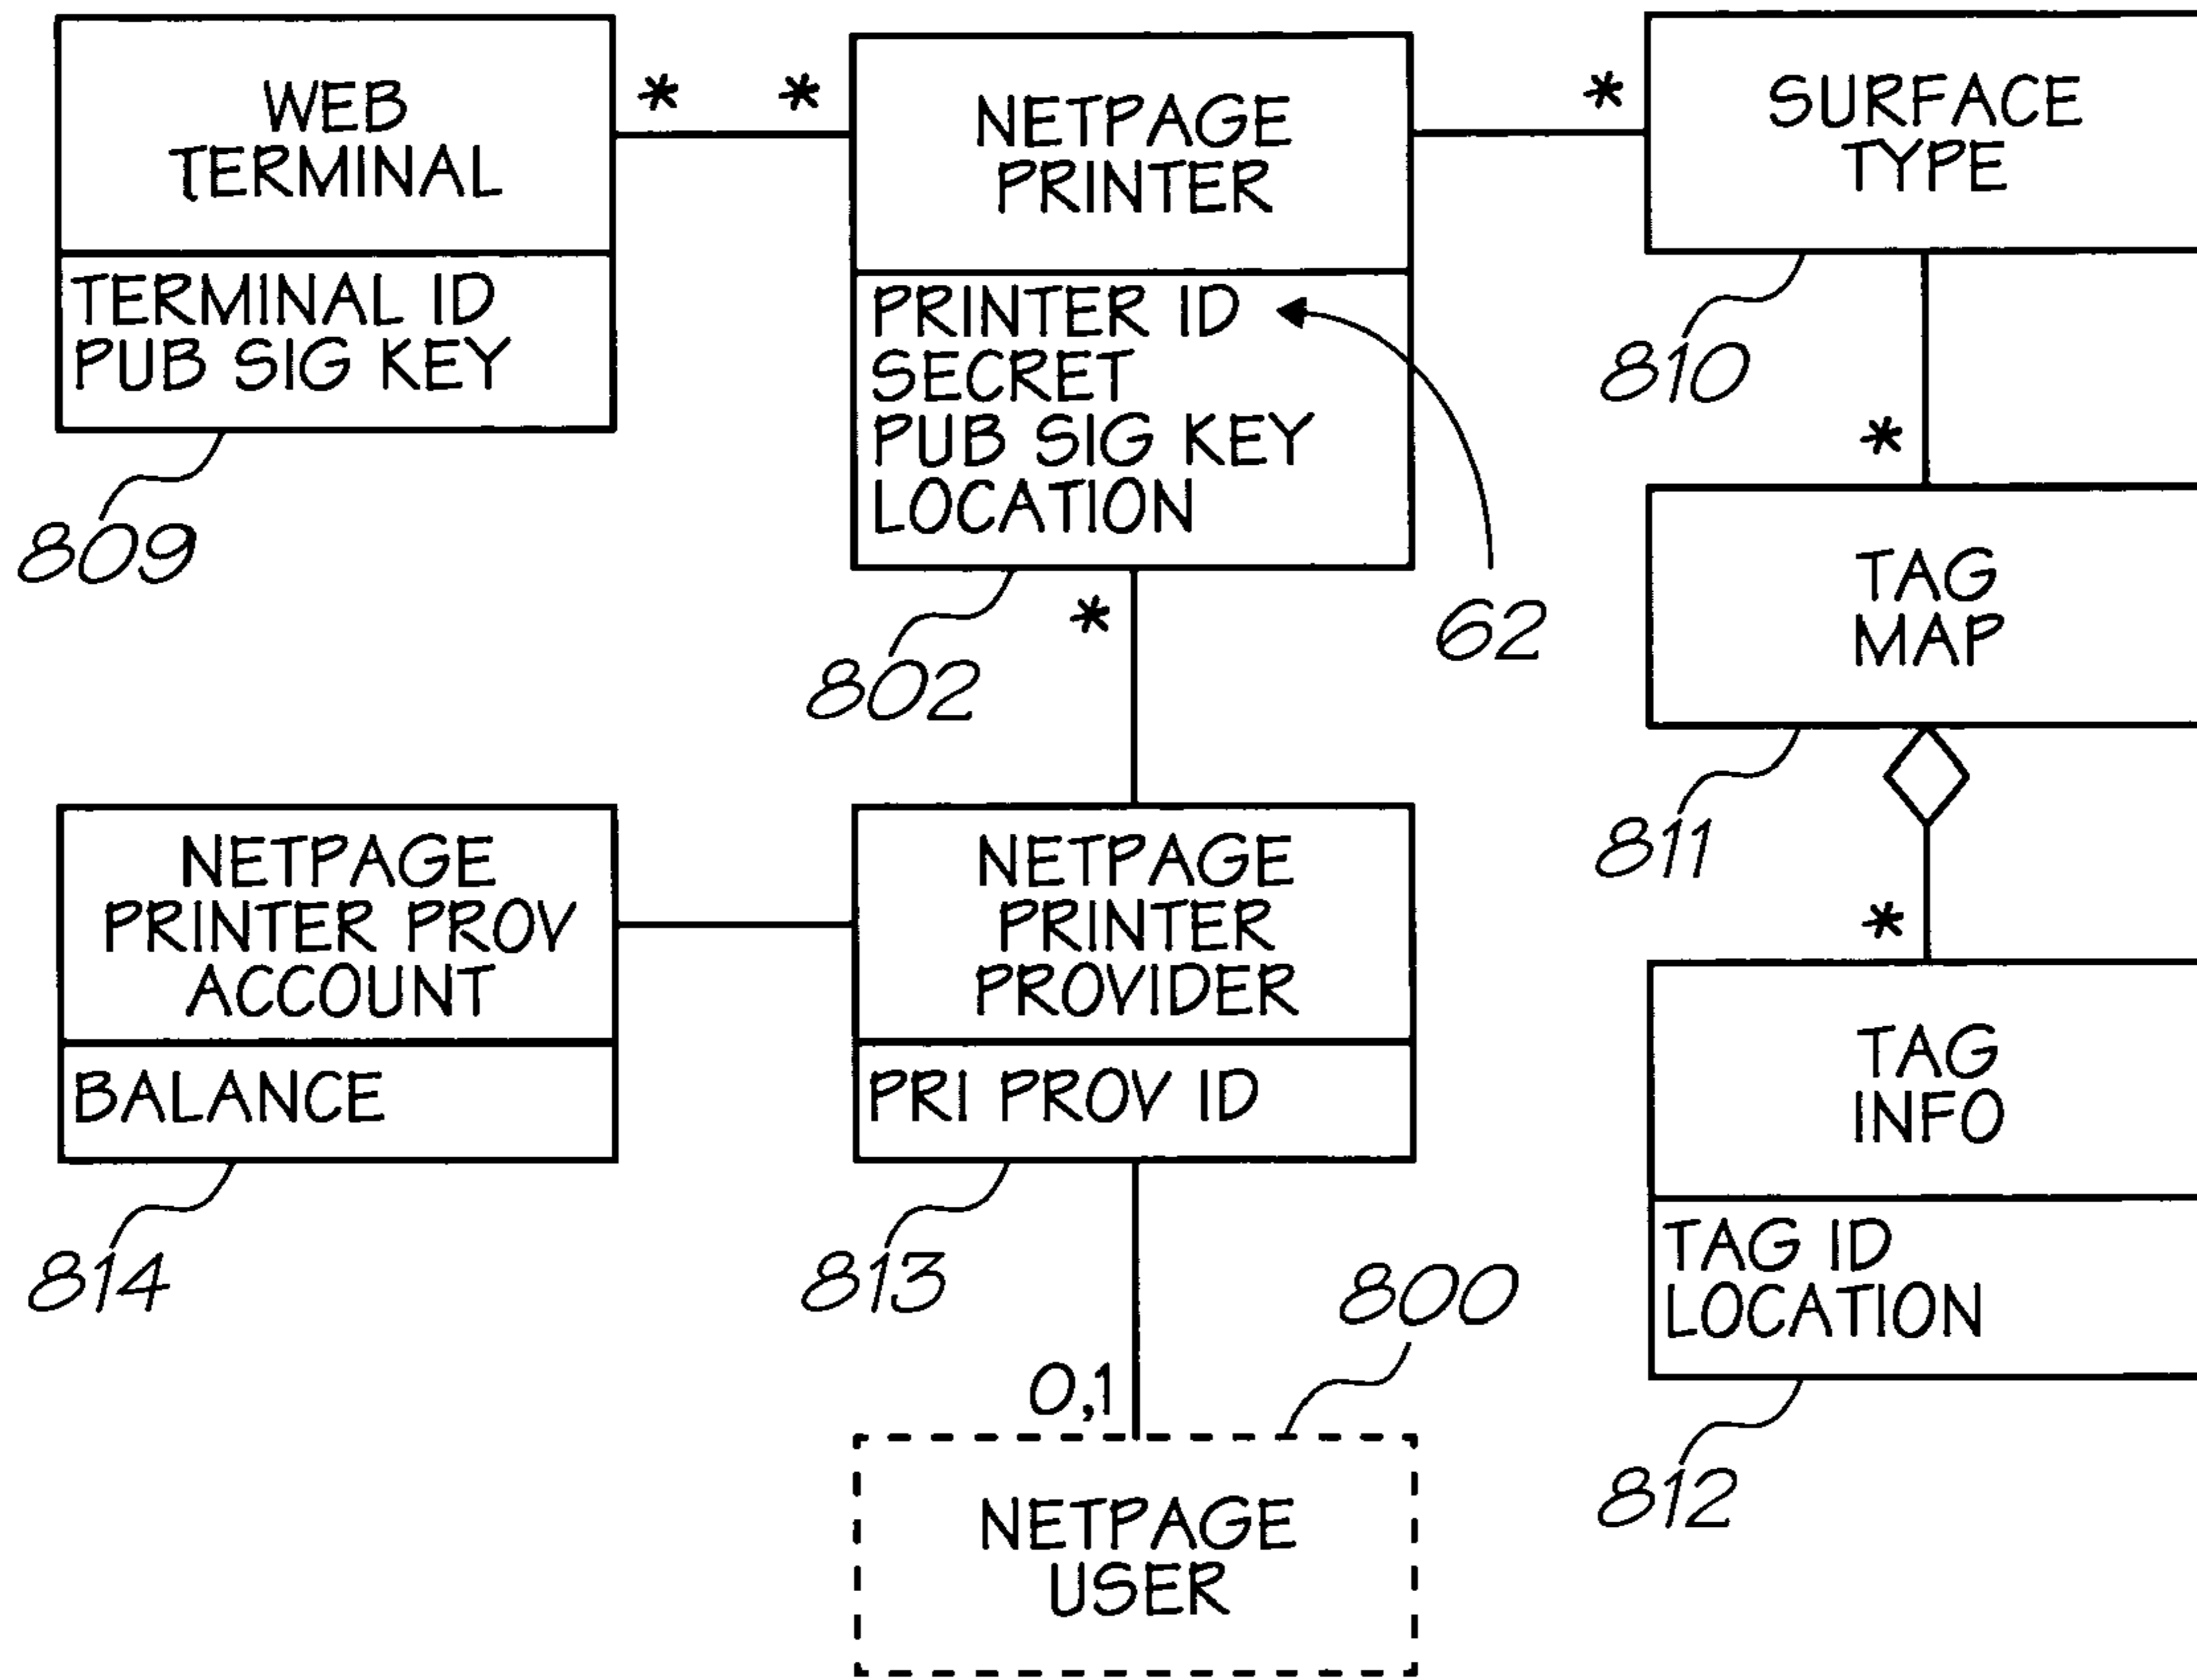 WEB
TERMINAL
TERMINAL ID
PUB SIG KEY
809
*
*
NETPAGE
PRINTER
PRINTER ID
SECRET
PUB SIG KEY
LOCATION
802
62
*
*
SURFACE
TYPE
810
*
TAG
MAP
811
*
TAG
INFO
TAG ID
LOCATION
812
NETPAGE
PRINTER PROV
ACCOUNT
BALANCE
814
NETPAGE
PRINTER
PROVIDER
PRI PROV ID
813
800
0,1
NETPAGE
USER